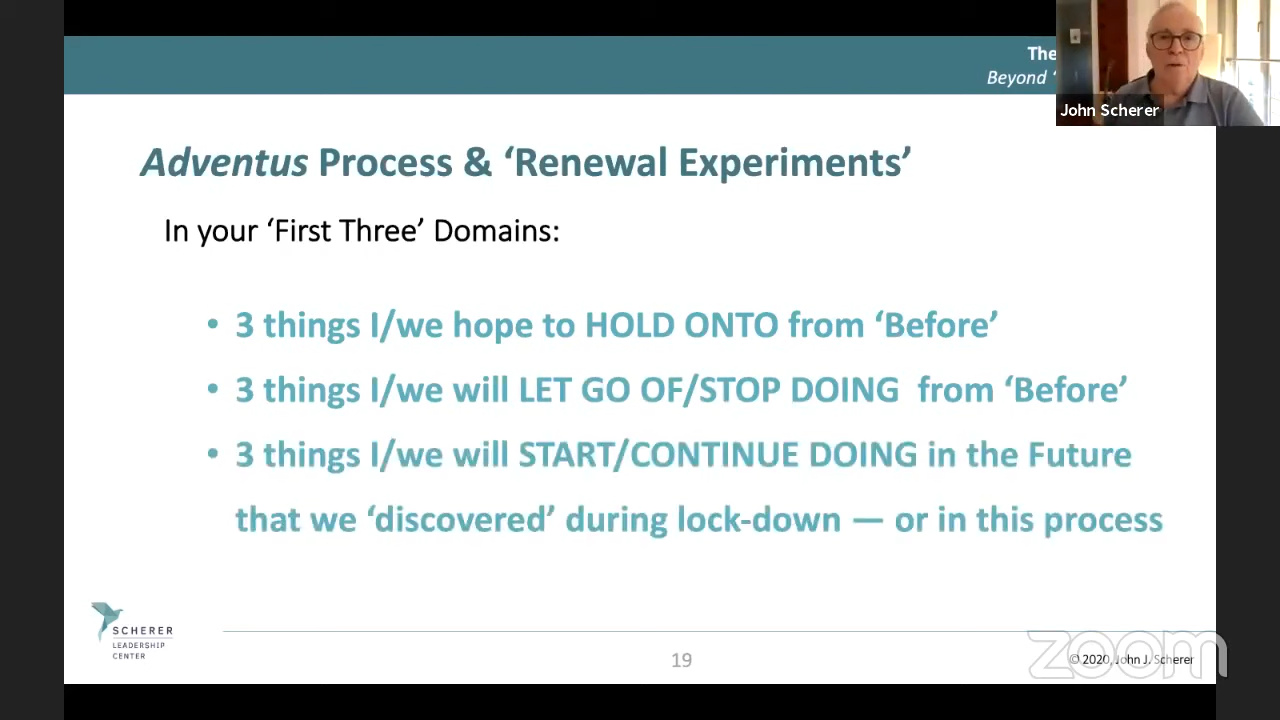 The
Beyond ‘
John Scherer
Adventus Process & ‘Renewal Experiments’
In your ‘First Three’ Domains:
• 3 things I/we hope to HOLD ONTO from ‘Before’
• 3 things I/we will LET GO OF/STOP DOING from ‘Before’
• 3 things I/we will START/CONTINUE DOING in the Future
that we ‘discovered’ during lock-down — or in this process
SCHERER
LEADERSHIP
CENTER
19
zoom
© 2020, John J. Scherer